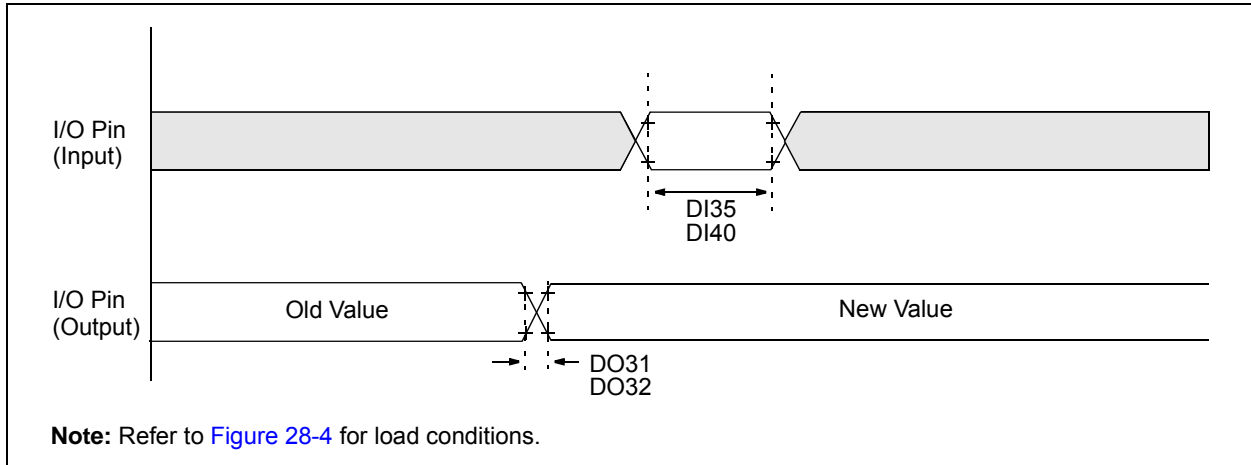 I/O Pin
(Input)
DI35
DI40
I/O Pin
(Output)
Old Value
New Value
DO31
DO32
Note: Refer to Figure 28-4 for load conditions.